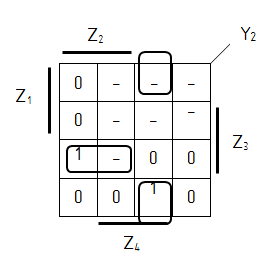 Y₂
Z₂
Z₁
0 – – –
0 – – –
Z₃
1 – 0 0
0 0 1 0
Z₄